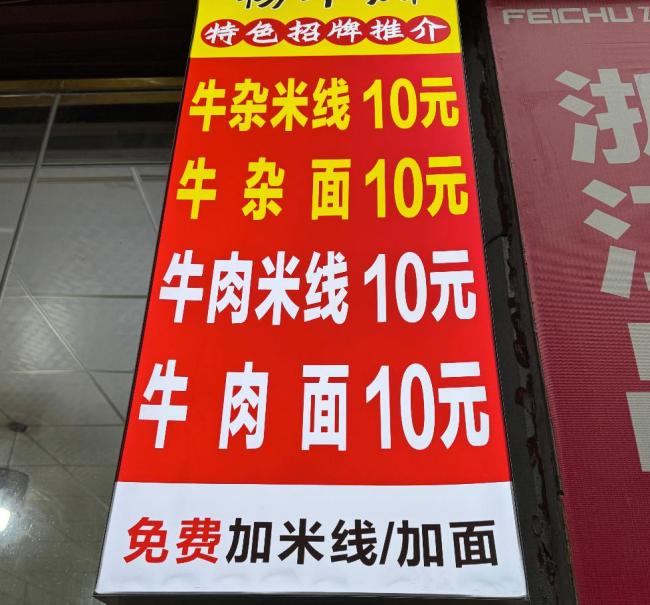 特色招牌推介
牛杂米线 10元
牛杂面 10元
牛肉米线 10元
牛肉面 10元
免费加米线/加面
FEICHU
浙
江